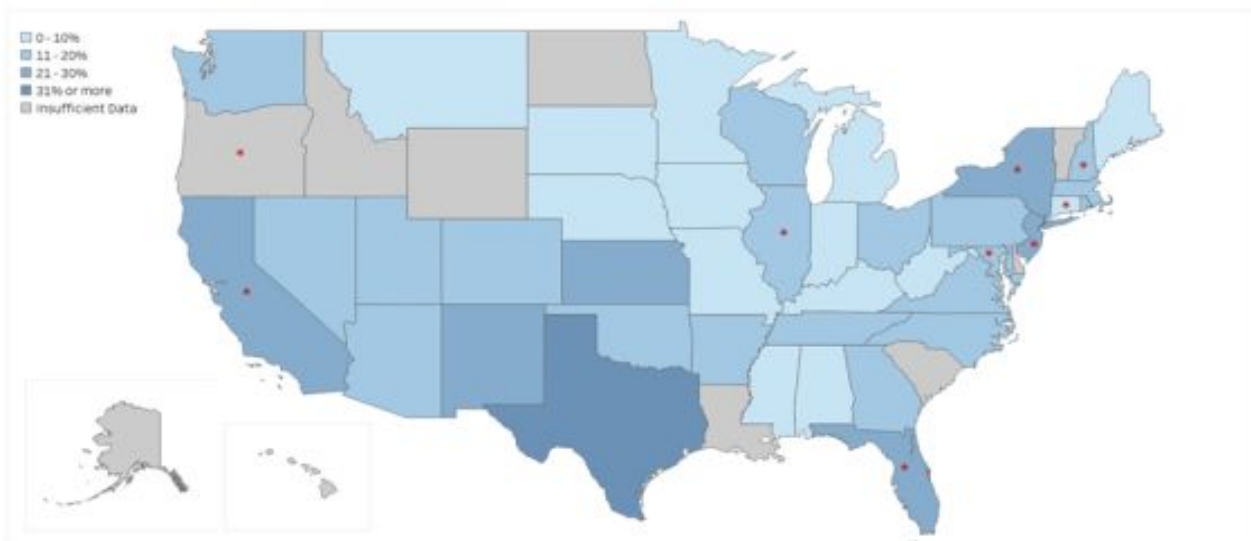 0 - 10%
11 - 20%
21 - 30%
31% or more
Insufficient Data